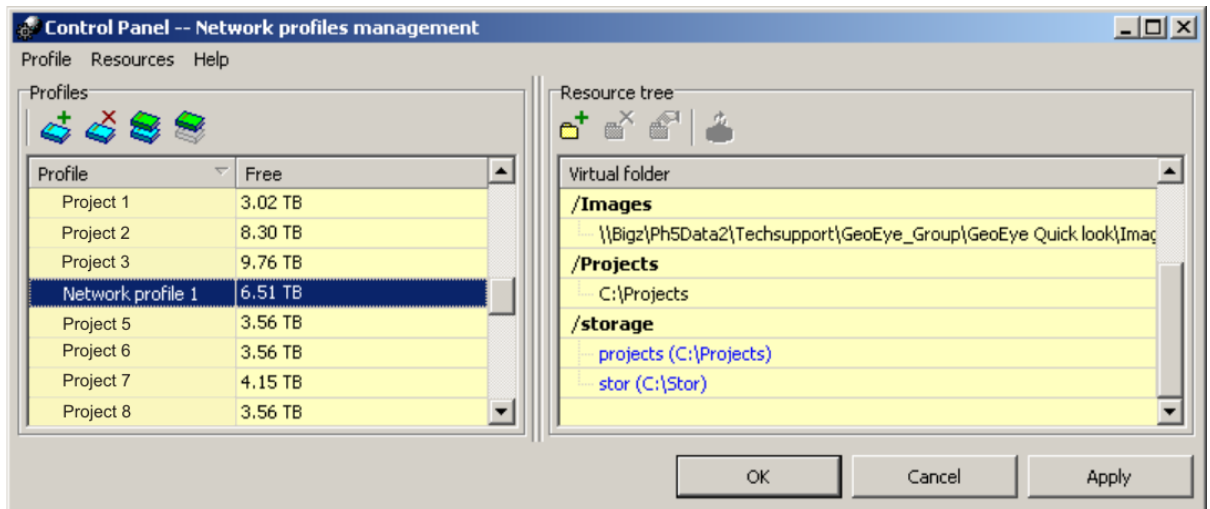 Control Panel -- Network profiles management
Profile Resources Help
Profiles
Profile Free
Project 1 3.02 TB
Project 2 8.30 TB
Project 3 9.76 TB
Network profile 1 6.51 TB
Project 5 3.56 TB
Project 6 3.56 TB
Project 7 4.15 TB
Project 8 3.56 TB
Resource tree
Virtual folder
/Images
\\Bigz\Ph5Data2\Techsupport\GeoEye_Group\GeoEye Quick look\Imag
/Projects
C:\Projects
/storage
projects (C:\Projects)
stor (C:\Stor)
OK Cancel Apply